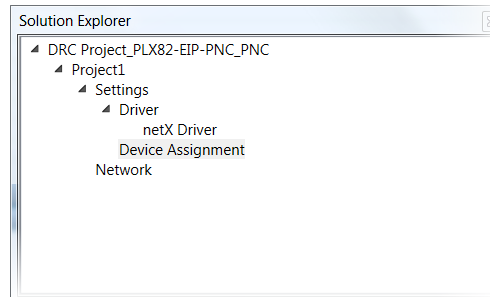 Solution Explorer
DRC Project_PLX82-EIP-PNC_PNC
Project1
Settings
Driver
netX Driver
Device Assignment
Network